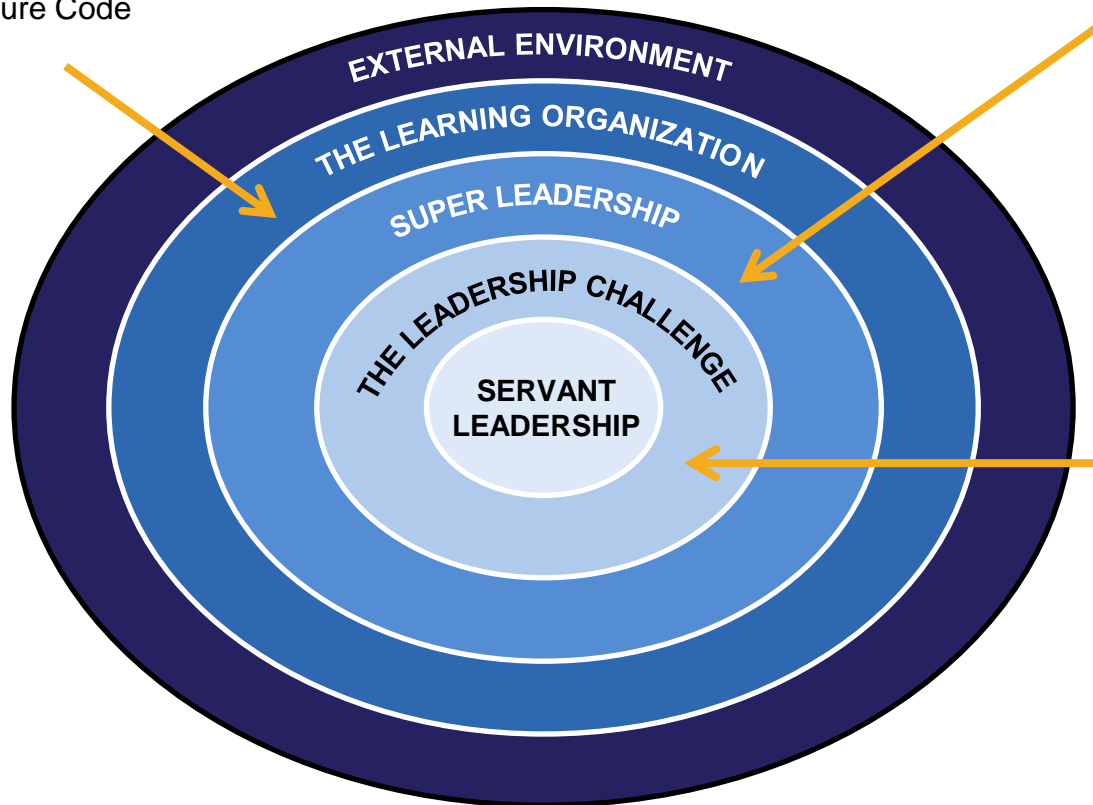 ure Code
EXTERNAL ENVIRONMENT
THE LEARNING ORGANIZATION
SUPER LEADERSHIP
THE LEADERSHIP CHALLENGE
SERVANT
LEADERSHIP